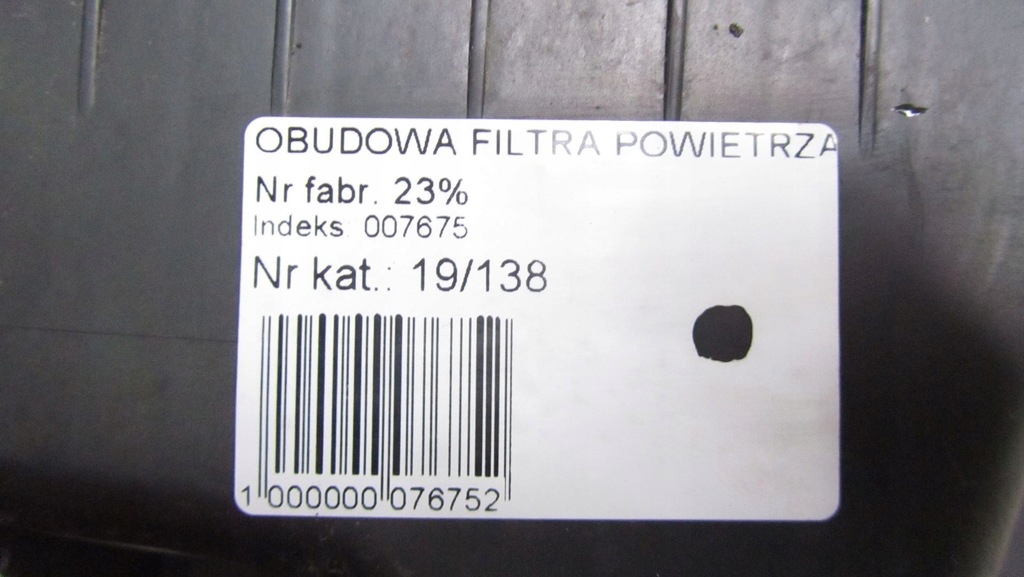 OBUDOWA FILTRA POWIETRZA
Nr fabr. 23%
Indeks: 007675
Nr kat.: 19/138
1 000000 076752